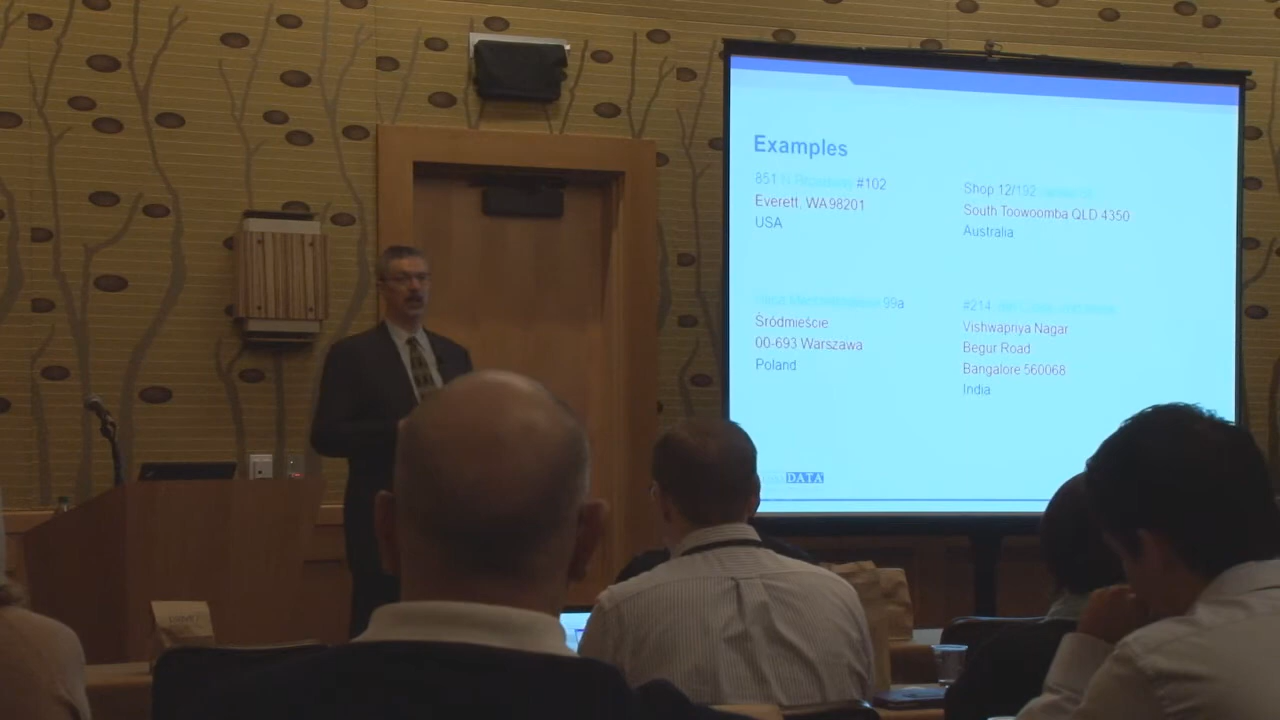 Examples
851 #102
Everett, WA 98201
USA
Shop 12/192
South Toowoomba QLD 4350
Australia
99a
Śródmieście
00-693 Warszawa
Poland
#214
Vishwapriya Nagar
Begur Road
Bangalore 560068
India
DATA